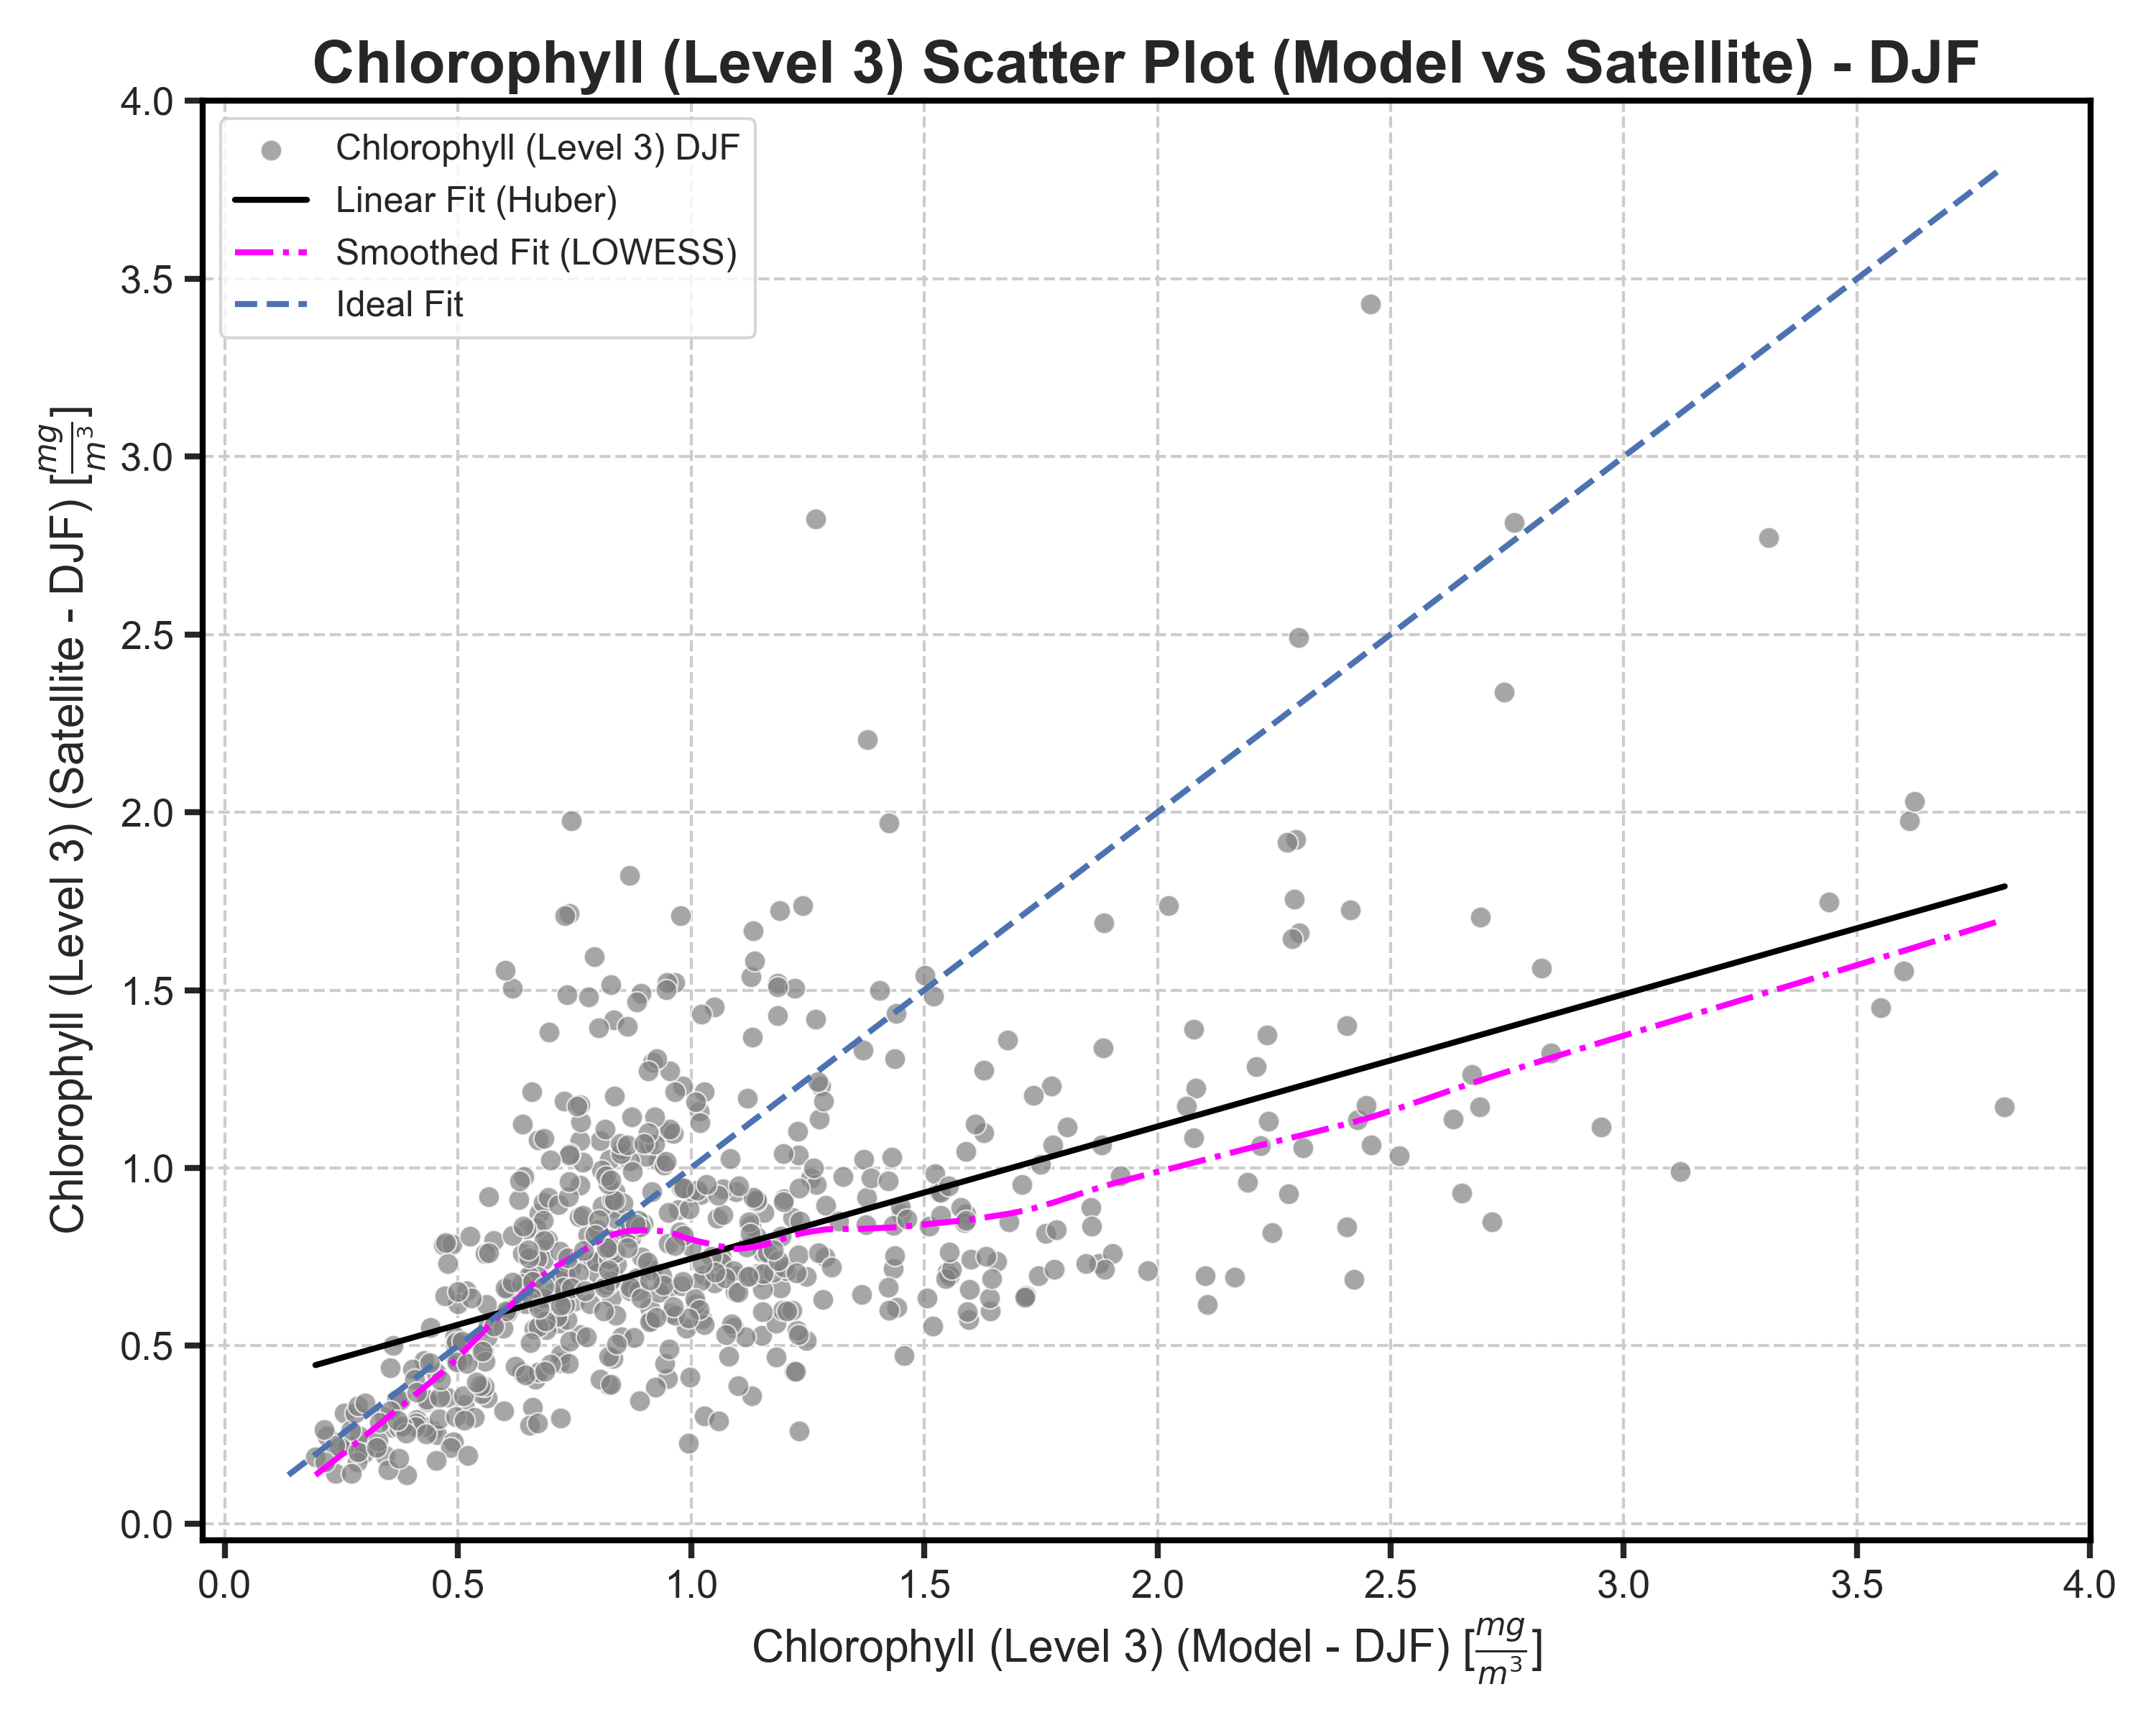 Chlorophyll (Level 3) Scatter Plot (Model vs Satellite) - DJF
Chlorophyll (Level 3) DJF
Linear Fit (Huber)
Smoothed Fit (LOWESS)
Ideal Fit
Chlorophyll (Level 3) (Satellite - DJF) [mg/m³]
4.0
3.5
3.0
2.5
2.0
1.5
1.0
0.5
0.0
0.0 0.5 1.0 1.5 2.0 2.5 3.0 3.5 4.0
Chlorophyll (Level 3) (Model - DJF) [mg/m³]